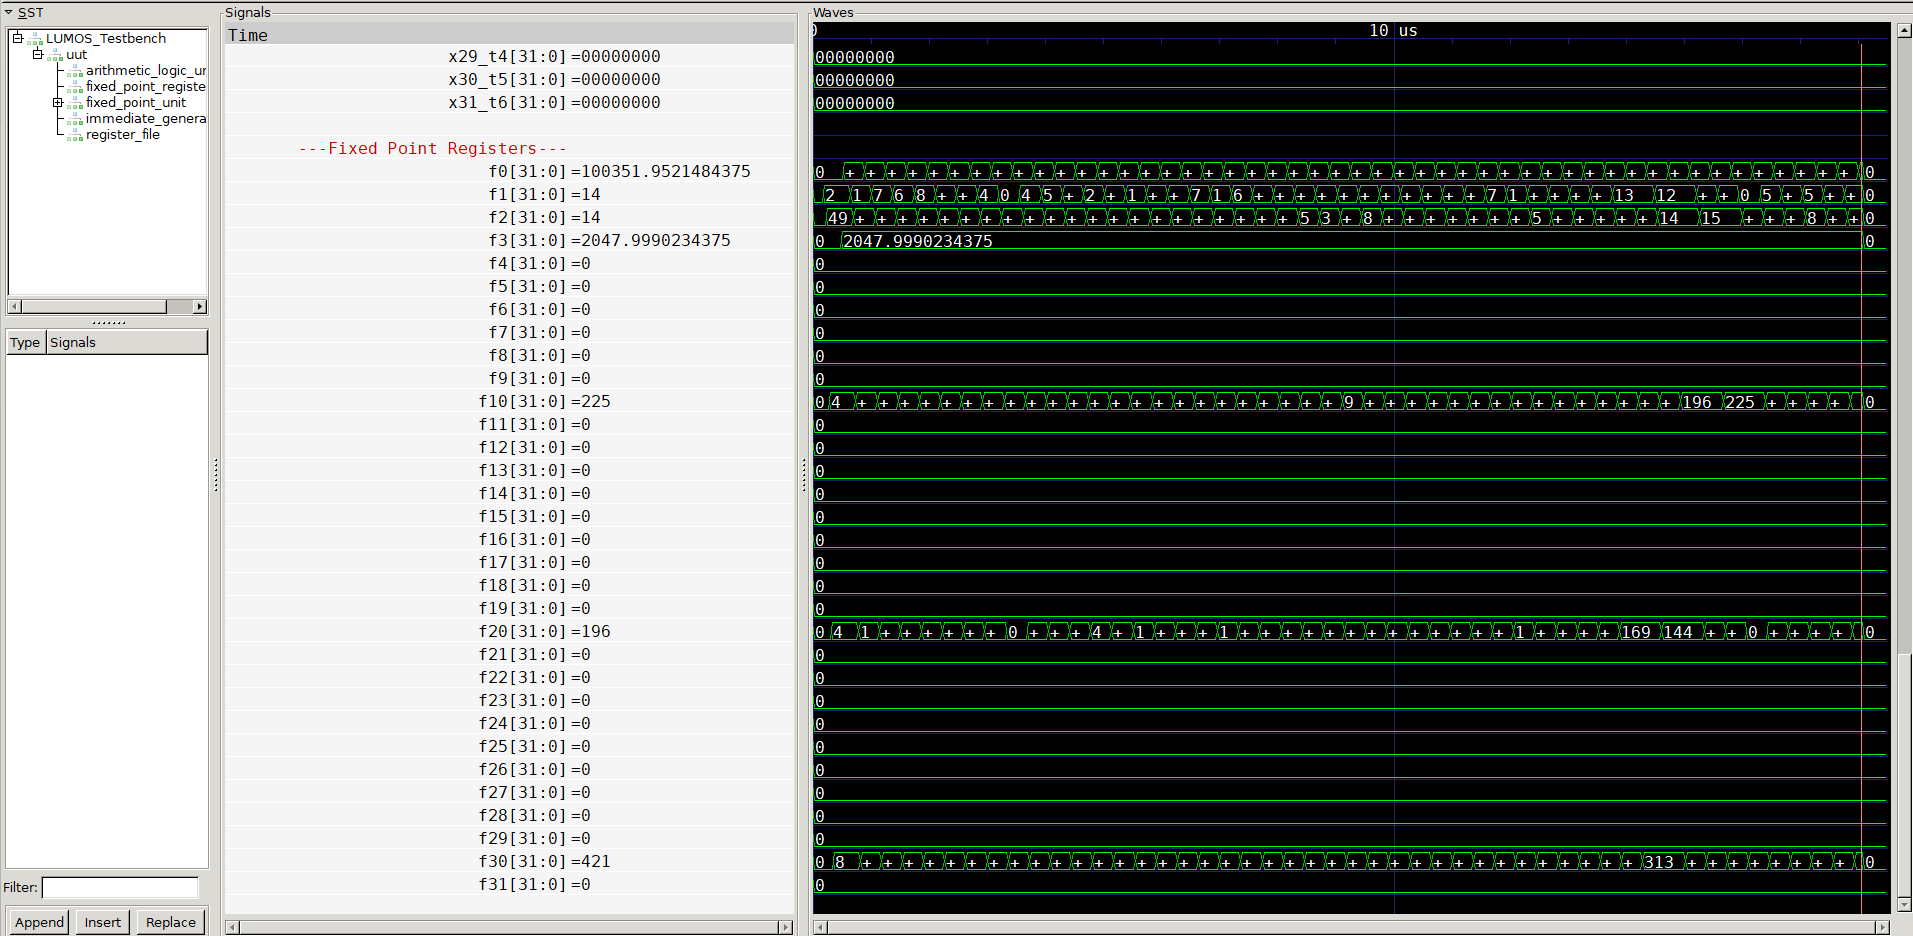 SST
LUMOS_Testbench
uut
arithmetic_logic_ur
fixed_point_registe
fixed_point_unit
immediate_genera
register_file
Type Signals
Filter:
Append Insert Replace
Signals
Time
x29_t4[31:0]=00000000
x30_t5[31:0]=00000000
x31_t6[31:0]=00000000
---Fixed Point Registers---
f0[31:0]=100351.9521484375
f1[31:0]=14
f2[31:0]=14
f3[31:0]=2047.9990234375
f4[31:0]=0
f5[31:0]=0
f6[31:0]=0
f7[31:0]=0
f8[31:0]=0
f9[31:0]=0
f10[31:0]=225
f11[31:0]=0
f12[31:0]=0
f13[31:0]=0
f14[31:0]=0
f15[31:0]=0
f16[31:0]=0
f17[31:0]=0
f18[31:0]=0
f19[31:0]=0
f20[31:0]=196
f21[31:0]=0
f22[31:0]=0
f23[31:0]=0
f24[31:0]=0
f25[31:0]=0
f26[31:0]=0
f27[31:0]=0
f28[31:0]=0
f29[31:0]=0
f30[31:0]=421
f31[31:0]=0
Waves
0 10 us
00000000
00000000
00000000
0 + + + + + + + + + + + + + + + + + + + + + + + + + + + + + + + + + + + + + + + + + + + + + + + + 0
2 1 7 6 8 + + 4 0 4 5 + 2 + 1 + + 7 1 6 + + + + + + + + + + + 7 1 + + + 13 12 + + 0 5 + 5 + + 0
49 + + + + + + + + + + + + + + + + + + + + + 5 3 + 8 + + + + + + + 5 + + + + + 14 15 + + + 8 + + 0
0 2047.9990234375 0
0
0
0
0
0
0
0 4 + + + + + + + + + + + + + + + + + + + + + + + 9 + + + + + + + + + + + + + + + 196 225 + + + + 0
0
0
0
0
0
0
0
0
0
0 4 1 + + + + + + 0 + + + 4 + 1 + + + 1 + + + + + + + + + + + + + 1 + + + + 169 144 + + 0 + + + + 0
0
0
0
0
0
0
0
0
0
0 8 + + + + + + + + + + + + + + + + + + + + + + + + + + + + + + + + + + + + + 313 + + + + + + + + 0
0